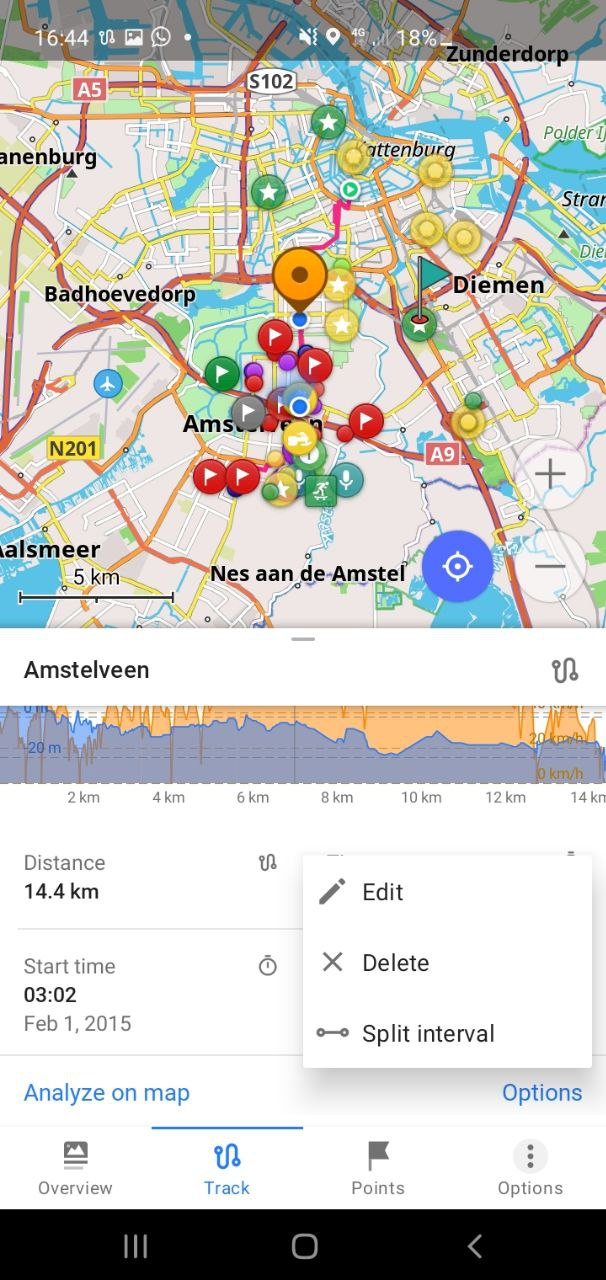 16:44
4G
18%
Zunderdorp
S102
A5
Polder I
anenburg
attenburg
Stran
Die
Diemen
Badhoevedorp
Amstelveen
N201
A9
Aalsmeer
5 km
Nes aan de Amstel
Amstelveen
0 m
20 m
20 km/h
0 km/h
2 km
4 km
6 km
8 km
10 km
12 km
14 km
Distance
14.4 km
Edit
Start time
Delete
03:02
Feb 1, 2015
Split interval
Analyze on map
Options
Overview
Track
Points
Options